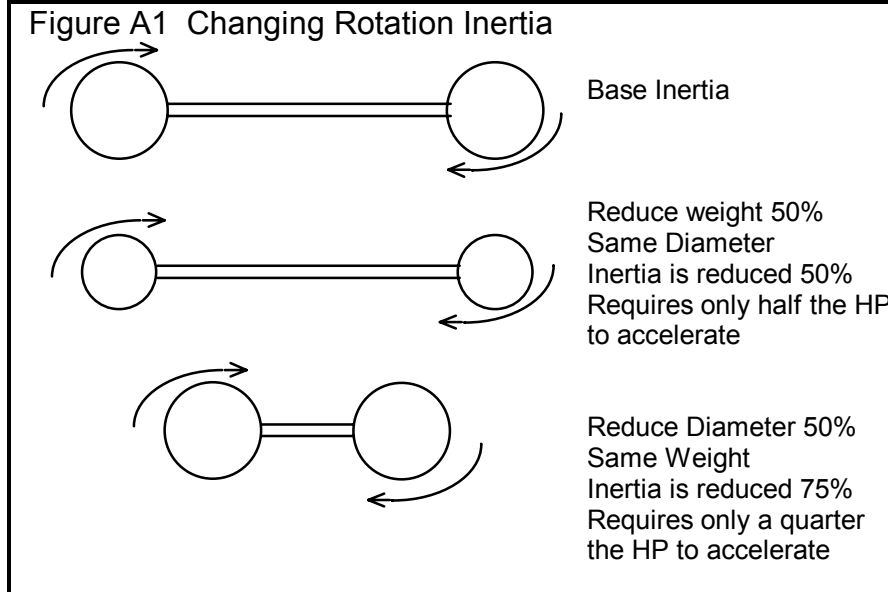 Figure A1  Changing Rotation Inertia
Base Inertia
Reduce weight 50%
Same Diameter
Inertia is reduced 50%
Requires only half the HP
to accelerate
Reduce Diameter 50%
Same Weight
Inertia is reduced 75%
Requires only a quarter
the HP to accelerate